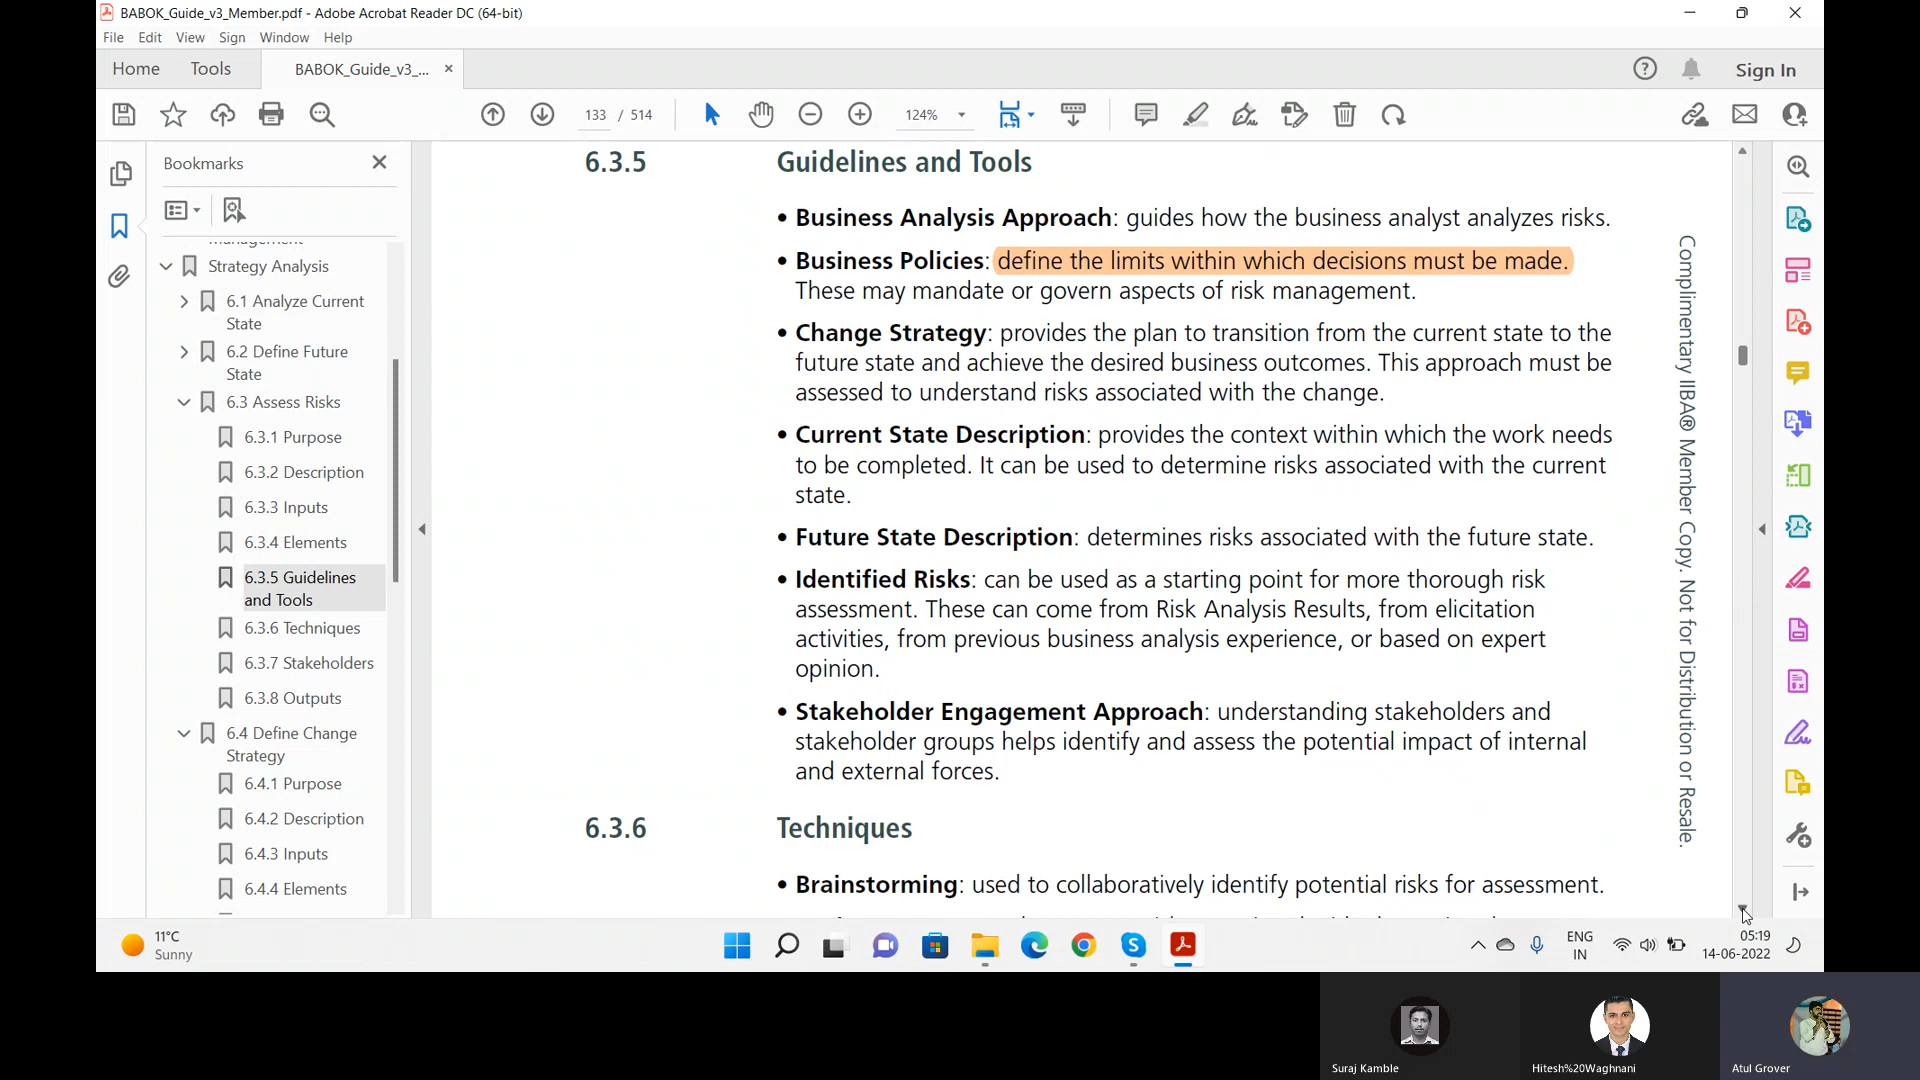 BABOK_Guide_v3_Member.pdf - Adobe Acrobat Reader DC (64-bit)
File Edit View Sign Window Help
Home Tools BABOK_Guide_v3_... × Sign In
133 / 514 124%
Bookmarks
Strategy Analysis
6.1 Analyze Current
State
6.2 Define Future
State
6.3 Assess Risks
6.3.1 Purpose
6.3.2 Description
6.3.3 Inputs
6.3.4 Elements
6.3.5 Guidelines
and Tools
6.3.6 Techniques
6.3.7 Stakeholders
6.3.8 Outputs
6.4 Define Change
Strategy
6.4.1 Purpose
6.4.2 Description
6.4.3 Inputs
6.4.4 Elements
6.3.5 Guidelines and Tools
• Business Analysis Approach: guides how the business analyst analyzes risks.
• Business Policies: define the limits within which decisions must be made.
These may mandate or govern aspects of risk management.
• Change Strategy: provides the plan to transition from the current state to the
future state and achieve the desired business outcomes. This approach must be
assessed to understand risks associated with the change.
• Current State Description: provides the context within which the work needs
to be completed. It can be used to determine risks associated with the current
state.
• Future State Description: determines risks associated with the future state.
• Identified Risks: can be used as a starting point for more thorough risk
assessment. These can come from Risk Analysis Results, from elicitation
activities, from previous business analysis experience, or based on expert
opinion.
• Stakeholder Engagement Approach: understanding stakeholders and
stakeholder groups helps identify and assess the potential impact of internal
and external forces.
6.3.6 Techniques
• Brainstorming: used to collaboratively identify potential risks for assessment.
Complimentary IIBA® Member Copy. Not for Distribution or Resale.
11°C
Sunny
ENG
IN
05:19
14-06-2022
Suraj Kamble
Hitesh%20Waghnani
Atul Grover